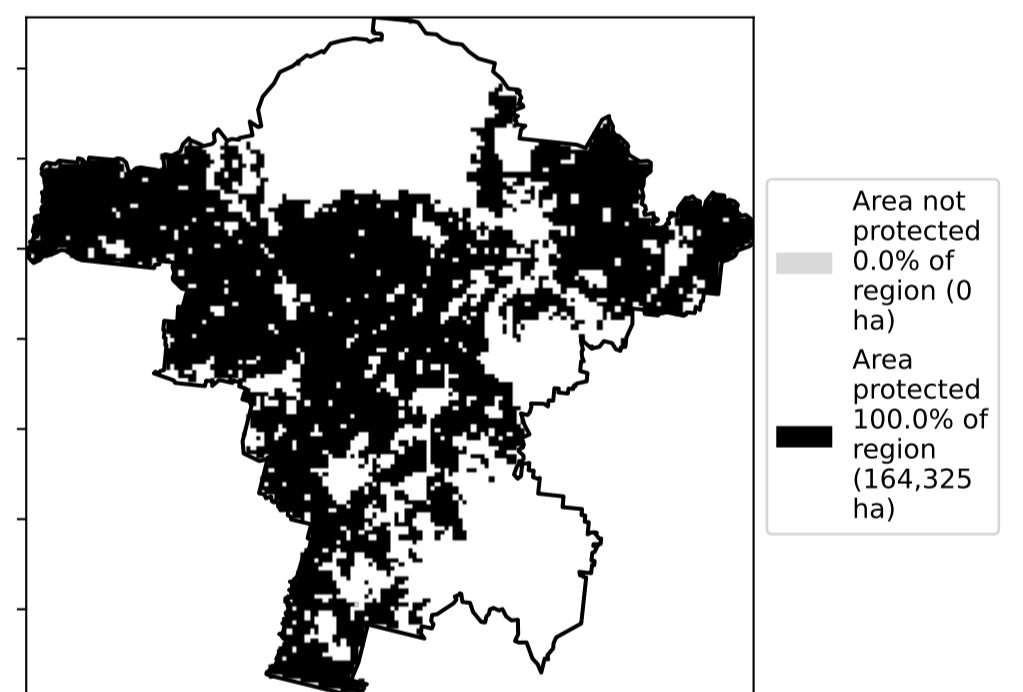 Area not
protected
0.0% of
region (0
ha)
Area
protected
100.0% of
region
(164,325
ha)